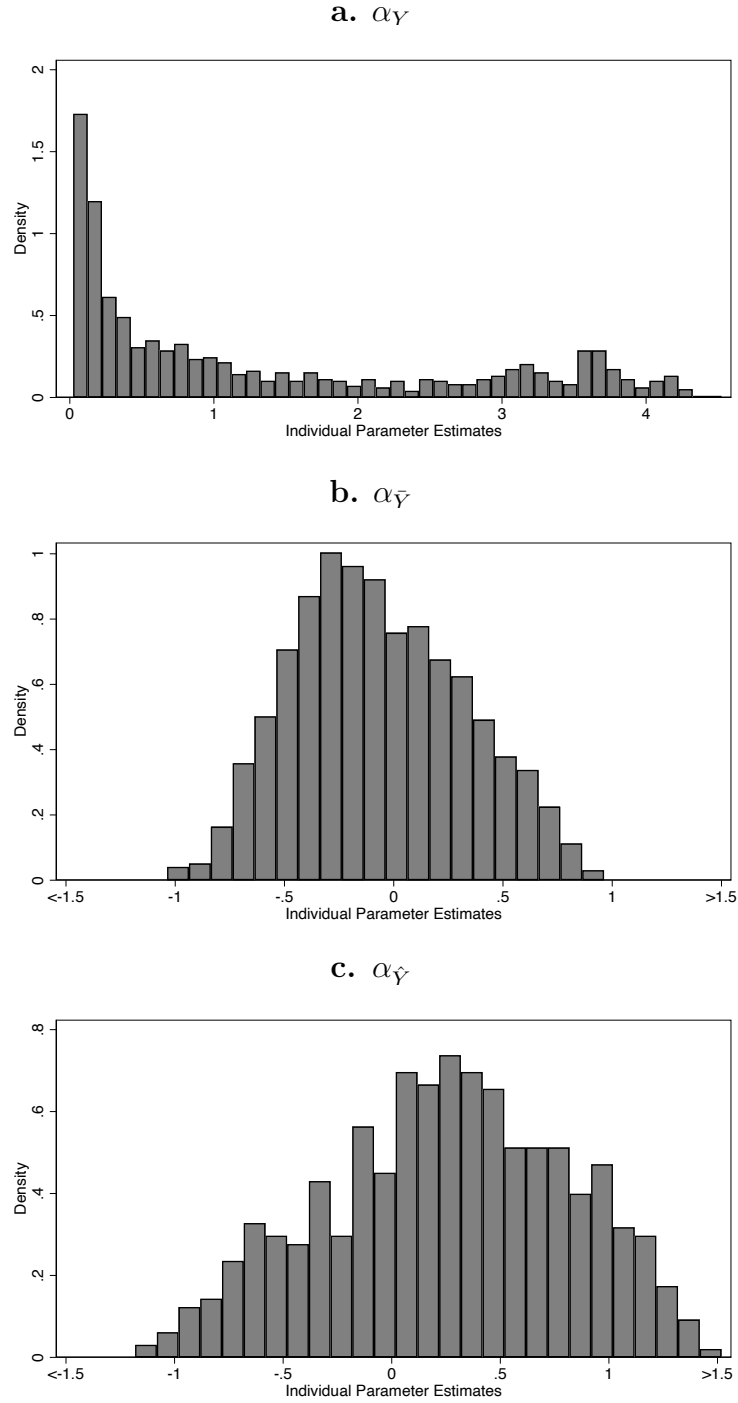 a. α_Y
2
1.5
1
.5
0
Density
0 1 2 3 4
Individual Parameter Estimates
b. α_Ȳ
1
.8
.6
.4
.2
0
Density
<-1.5 -1 -.5 0 .5 1 >1.5
Individual Parameter Estimates
c. α_Ŷ
.8
.6
.4
.2
0
Density
<-1.5 -1 -.5 0 .5 1 >1.5
Individual Parameter Estimates